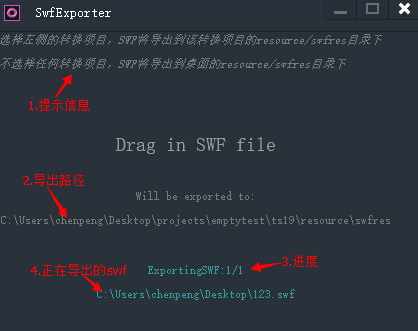 SwfExporter
选择左侧的转换项目，SWF将导出到该转换项目的resource/swfres目录下
不选择任何转换项目，SWF将导出到桌面的resource/swfres目录下
1.提示信息
Drag in SWF file
2.导出路径
Will be exported to:
C:\Users\chenpeng\Desktop\projects\emptytest\ts19\resource\swfres
3.进度
4.正在导出的swf
ExportingSWF:1/1
C:\Users\chenpeng\Desktop\123.swf